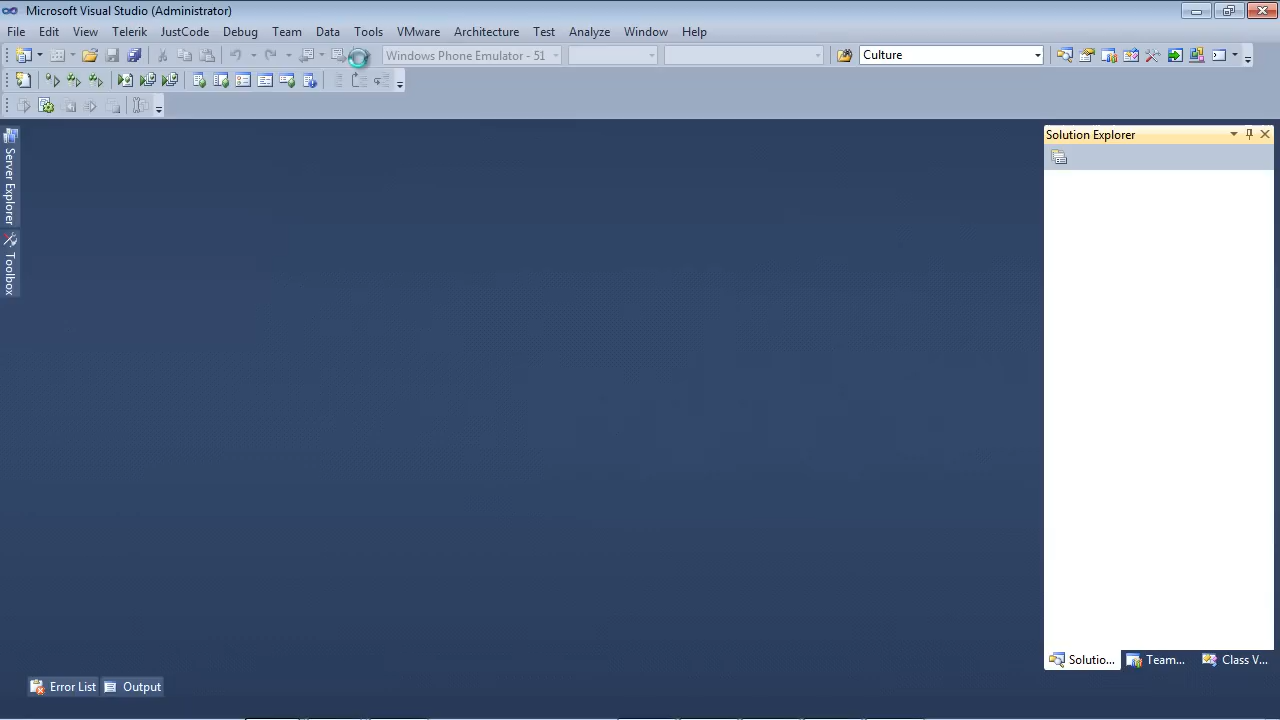 Microsoft Visual Studio (Administrator)
File Edit View Telerik JustCode Debug Team Data Tools VMware Architecture Test Analyze Window Help
Windows Phone Emulator - 51 Culture
Solution Explorer
Server Explorer
Toolbox
Solutio... Team... Class V...
Error List Output